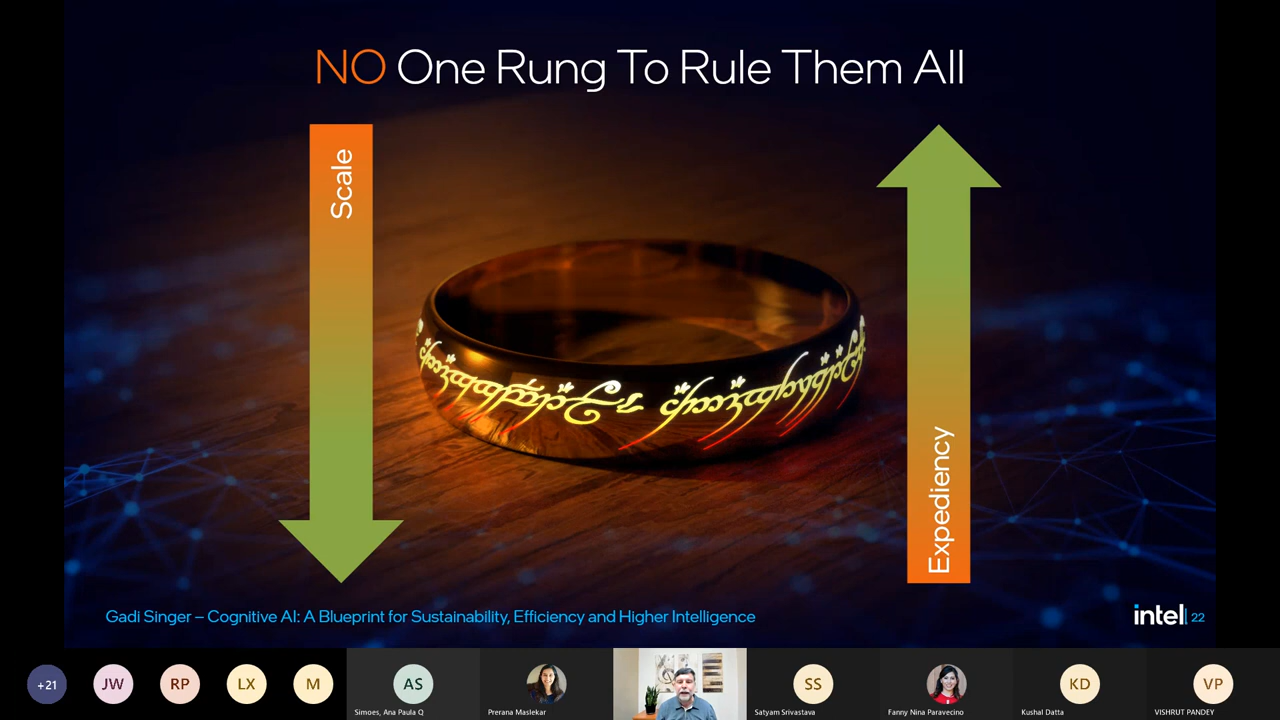 NO One Rung To Rule Them All
Scale
Expediency
Gadi Singer – Cognitive AI: A Blueprint for Sustainability, Efficiency and Higher Intelligence
intel 22
+21
JW
RP
LX
M
AS
SS
KD
VP
Simoes, Ana Paula Q
Prerana Maslekar
Satyam Srivastava
Fanny Nina Paravecino
Kushal Datta
VISHRUT PANDEY